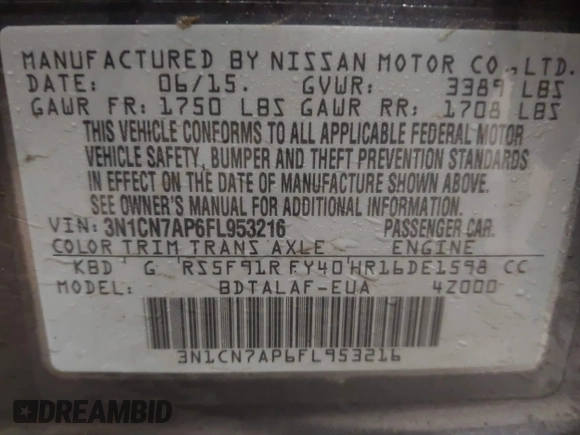 MANUFACTURED BY NISSAN MOTOR CO.,LTD.
DATE: 06/15. GVWR: 3389 LBS
GAWR FR: 1750 LBS GAWR RR: 1708 LBS
THIS VEHICLE CONFORMS TO ALL APPLICABLE FEDERAL MOTOR
VEHICLE SAFETY, BUMPER AND THEFT PREVENTION STANDARDS
IN EFFECT ON THE DATE OF MANUFACTURE SHOWN ABOVE.
SEE OWNER'S MANUAL FOR ADDITIONAL INFORMATION.
VIN: 3N1CN7AP6FL953216 PASSENGER CAR.
COLOR TRIM TRANS AXLE ENGINE
KBD G RS5F91R FY40 HR16DE1598 CC
MODEL: BDTALAF-EUA 4Z000
3N1CN7AP6FL953216
DREAMBID